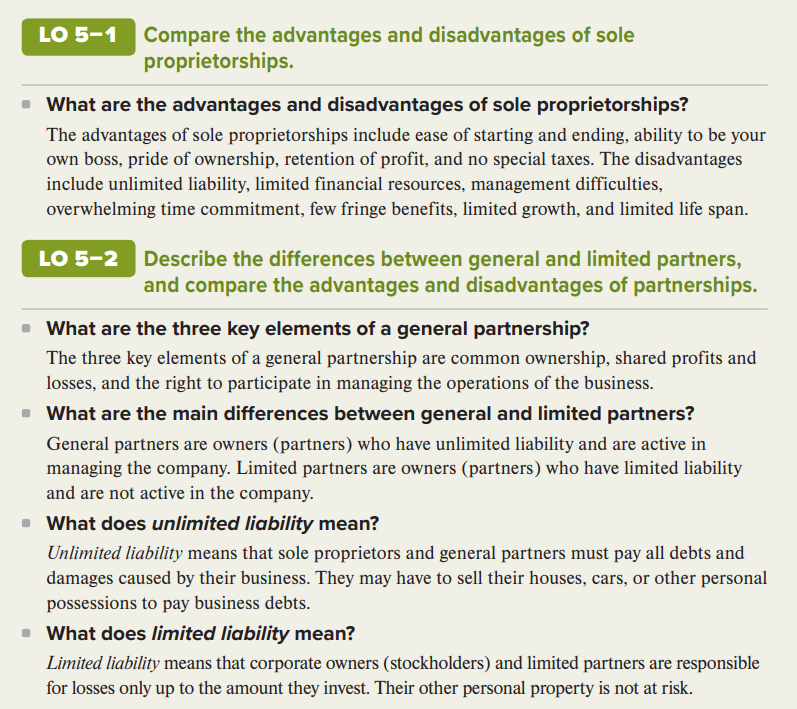 LO 5–1 Compare the advantages and disadvantages of sole
proprietorships.
What are the advantages and disadvantages of sole proprietorships?
The advantages of sole proprietorships include ease of starting and ending, ability to be your
own boss, pride of ownership, retention of profit, and no special taxes. The disadvantages
include unlimited liability, limited financial resources, management difficulties,
overwhelming time commitment, few fringe benefits, limited growth, and limited life span.
LO 5–2 Describe the differences between general and limited partners,
and compare the advantages and disadvantages of partnerships.
What are the three key elements of a general partnership?
The three key elements of a general partnership are common ownership, shared profits and
losses, and the right to participate in managing the operations of the business.
What are the main differences between general and limited partners?
General partners are owners (partners) who have unlimited liability and are active in
managing the company. Limited partners are owners (partners) who have limited liability
and are not active in the company.
What does unlimited liability mean?
Unlimited liability means that sole proprietors and general partners must pay all debts and
damages caused by their business. They may have to sell their houses, cars, or other personal
possessions to pay business debts.
What does limited liability mean?
Limited liability means that corporate owners (stockholders) and limited partners are responsible
for losses only up to the amount they invest. Their other personal property is not at risk.